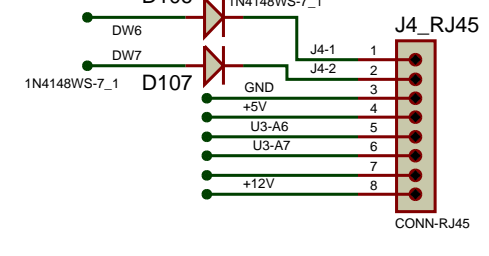 1N4148WS-7_1
DW6
J4_RJ45
DW7
1N4148WS-7_1
D107
J4-1
1
J4-2
2
GND
3
+5V
4
U3-A6
5
U3-A7
6
7
+12V
8
CONN-RJ45